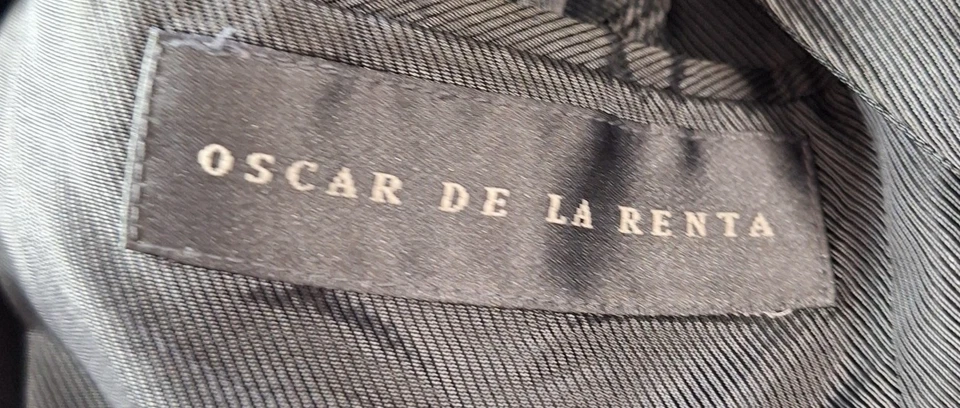 OSCAR DE LA RENTA